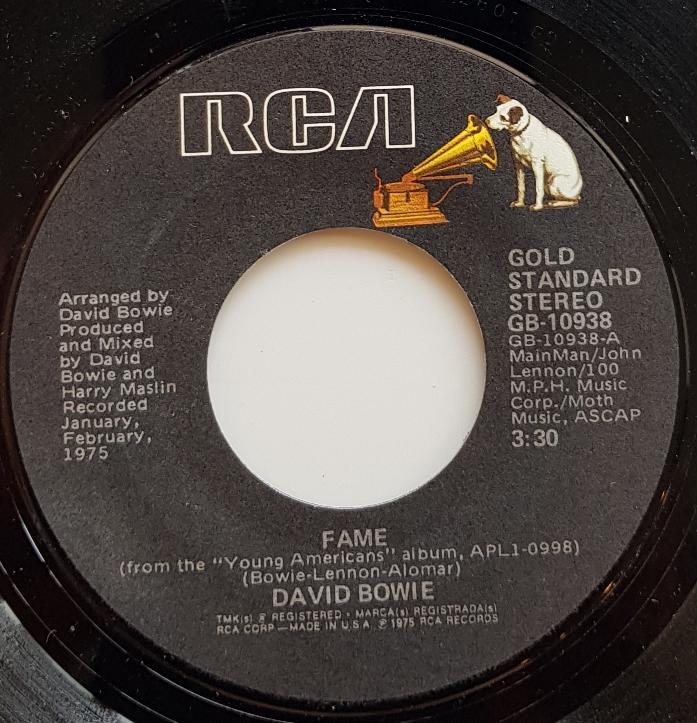 RCA
GOLD
STANDARD
STEREO
GB-10938
GB-10938-A
MainMan/John
Lennon/100
M.P.H. Music
Corp./Moth
Music, ASCAP
3:30
Arranged by
David Bowie
Produced
and Mixed
by David
Bowie and
Harry Maslin
Recorded
January,
February,
1975
FAME
(from the "Young Americans" album, APL1-0998)
(Bowie-Lennon-Alomar)
DAVID BOWIE
TMK(s) ® REGISTERED • MARCA(s) REGISTRADA(s)
RCA CORP—MADE IN U.S.A ℗ 1975 RCA RECORDS